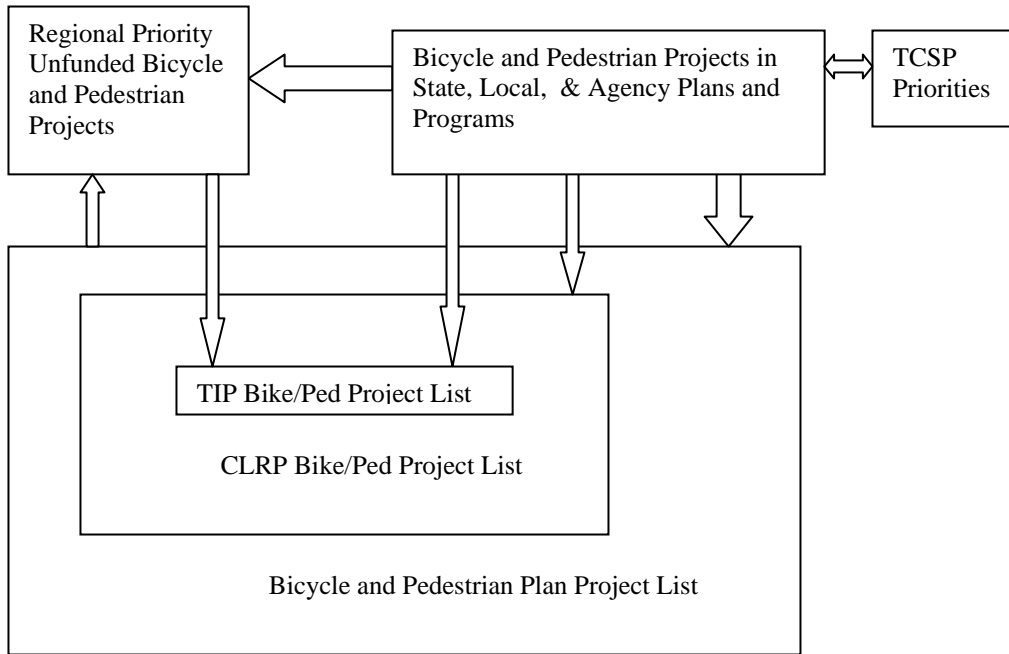 Regional Priority
Unfunded Bicycle
and Pedestrian
Projects
Bicycle and Pedestrian Projects in
State, Local,  & Agency Plans and
Programs
TCSP
Priorities
TIP Bike/Ped Project List
CLRP Bike/Ped Project List
Bicycle and Pedestrian Plan Project List